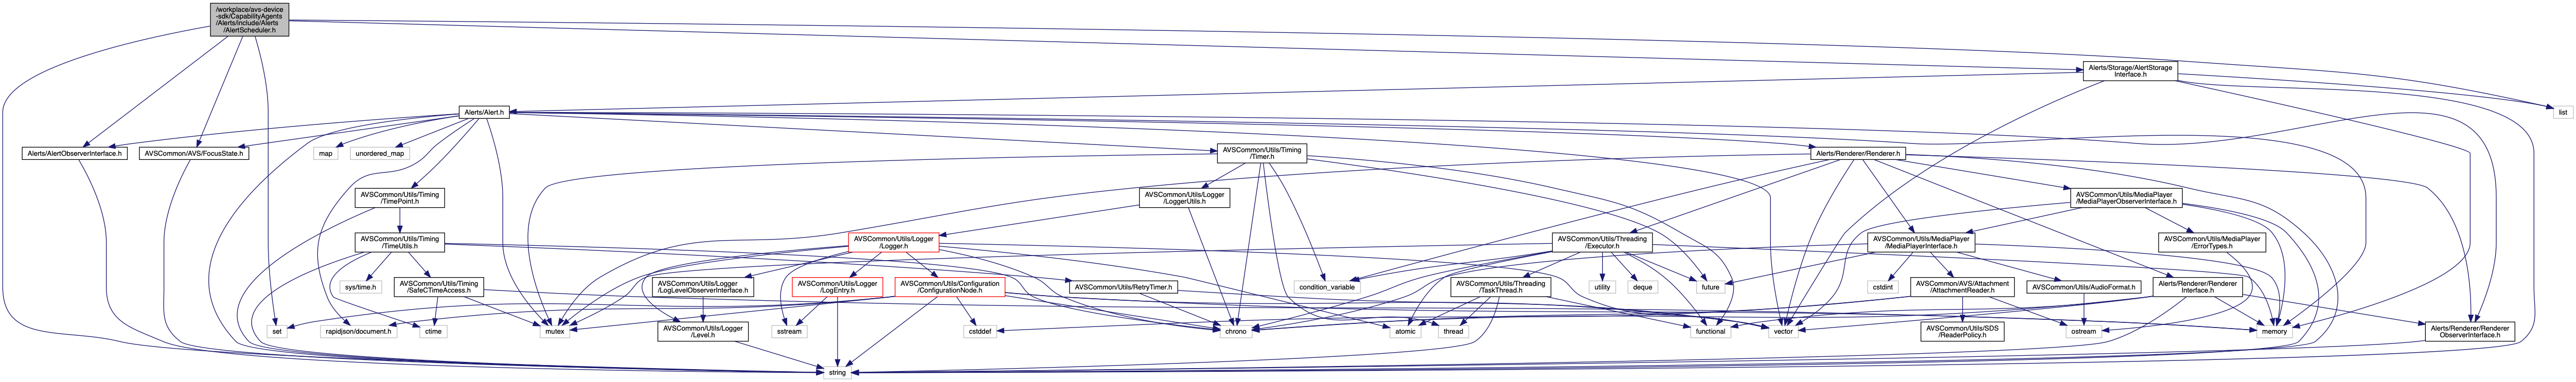 /workplace/avs-device
-sdk/CapabilityAgents
/Alerts/include/Alerts
/AlertScheduler.h
Alerts/Storage/AlertStorage
Interface.h
Alerts/Alert.h
list
Alerts/AlertObserverInterface.h
AVSCommon/AVS/FocusState.h
map
unordered_map
AVSCommon/Utils/Timing
/Timer.h
Alerts/Renderer/Renderer.h
AVSCommon/Utils/Timing
/TimePoint.h
AVSCommon/Utils/Logger
/LoggerUtils.h
AVSCommon/Utils/MediaPlayer
/MediaPlayerObserverInterface.h
AVSCommon/Utils/Timing
/TimeUtils.h
AVSCommon/Utils/Logger
/Logger.h
AVSCommon/Utils/Threading
/Executor.h
AVSCommon/Utils/MediaPlayer
/MediaPlayerInterface.h
AVSCommon/Utils/MediaPlayer
/ErrorTypes.h
sys/time.h
AVSCommon/Utils/Timing
/SafeCTimeAccess.h
AVSCommon/Utils/Logger
/LogLevelObserverInterface.h
AVSCommon/Utils/Logger
/LogEntry.h
AVSCommon/Utils/Configuration
/ConfigurationNode.h
AVSCommon/Utils/RetryTimer.h
condition_variable
AVSCommon/Utils/Threading
/TaskThread.h
utility
deque
future
cstdint
AVSCommon/AVS/Attachment
/AttachmentReader.h
AVSCommon/Utils/AudioFormat.h
Alerts/Renderer/Renderer
Interface.h
set
rapidjson/document.h
ctime
mutex
AVSCommon/Utils/Logger
/Level.h
sstream
cstddef
chrono
atomic
thread
functional
vector
AVSCommon/Utils/SDS
/ReaderPolicy.h
ostream
memory
Alerts/Renderer/Renderer
ObserverInterface.h
string